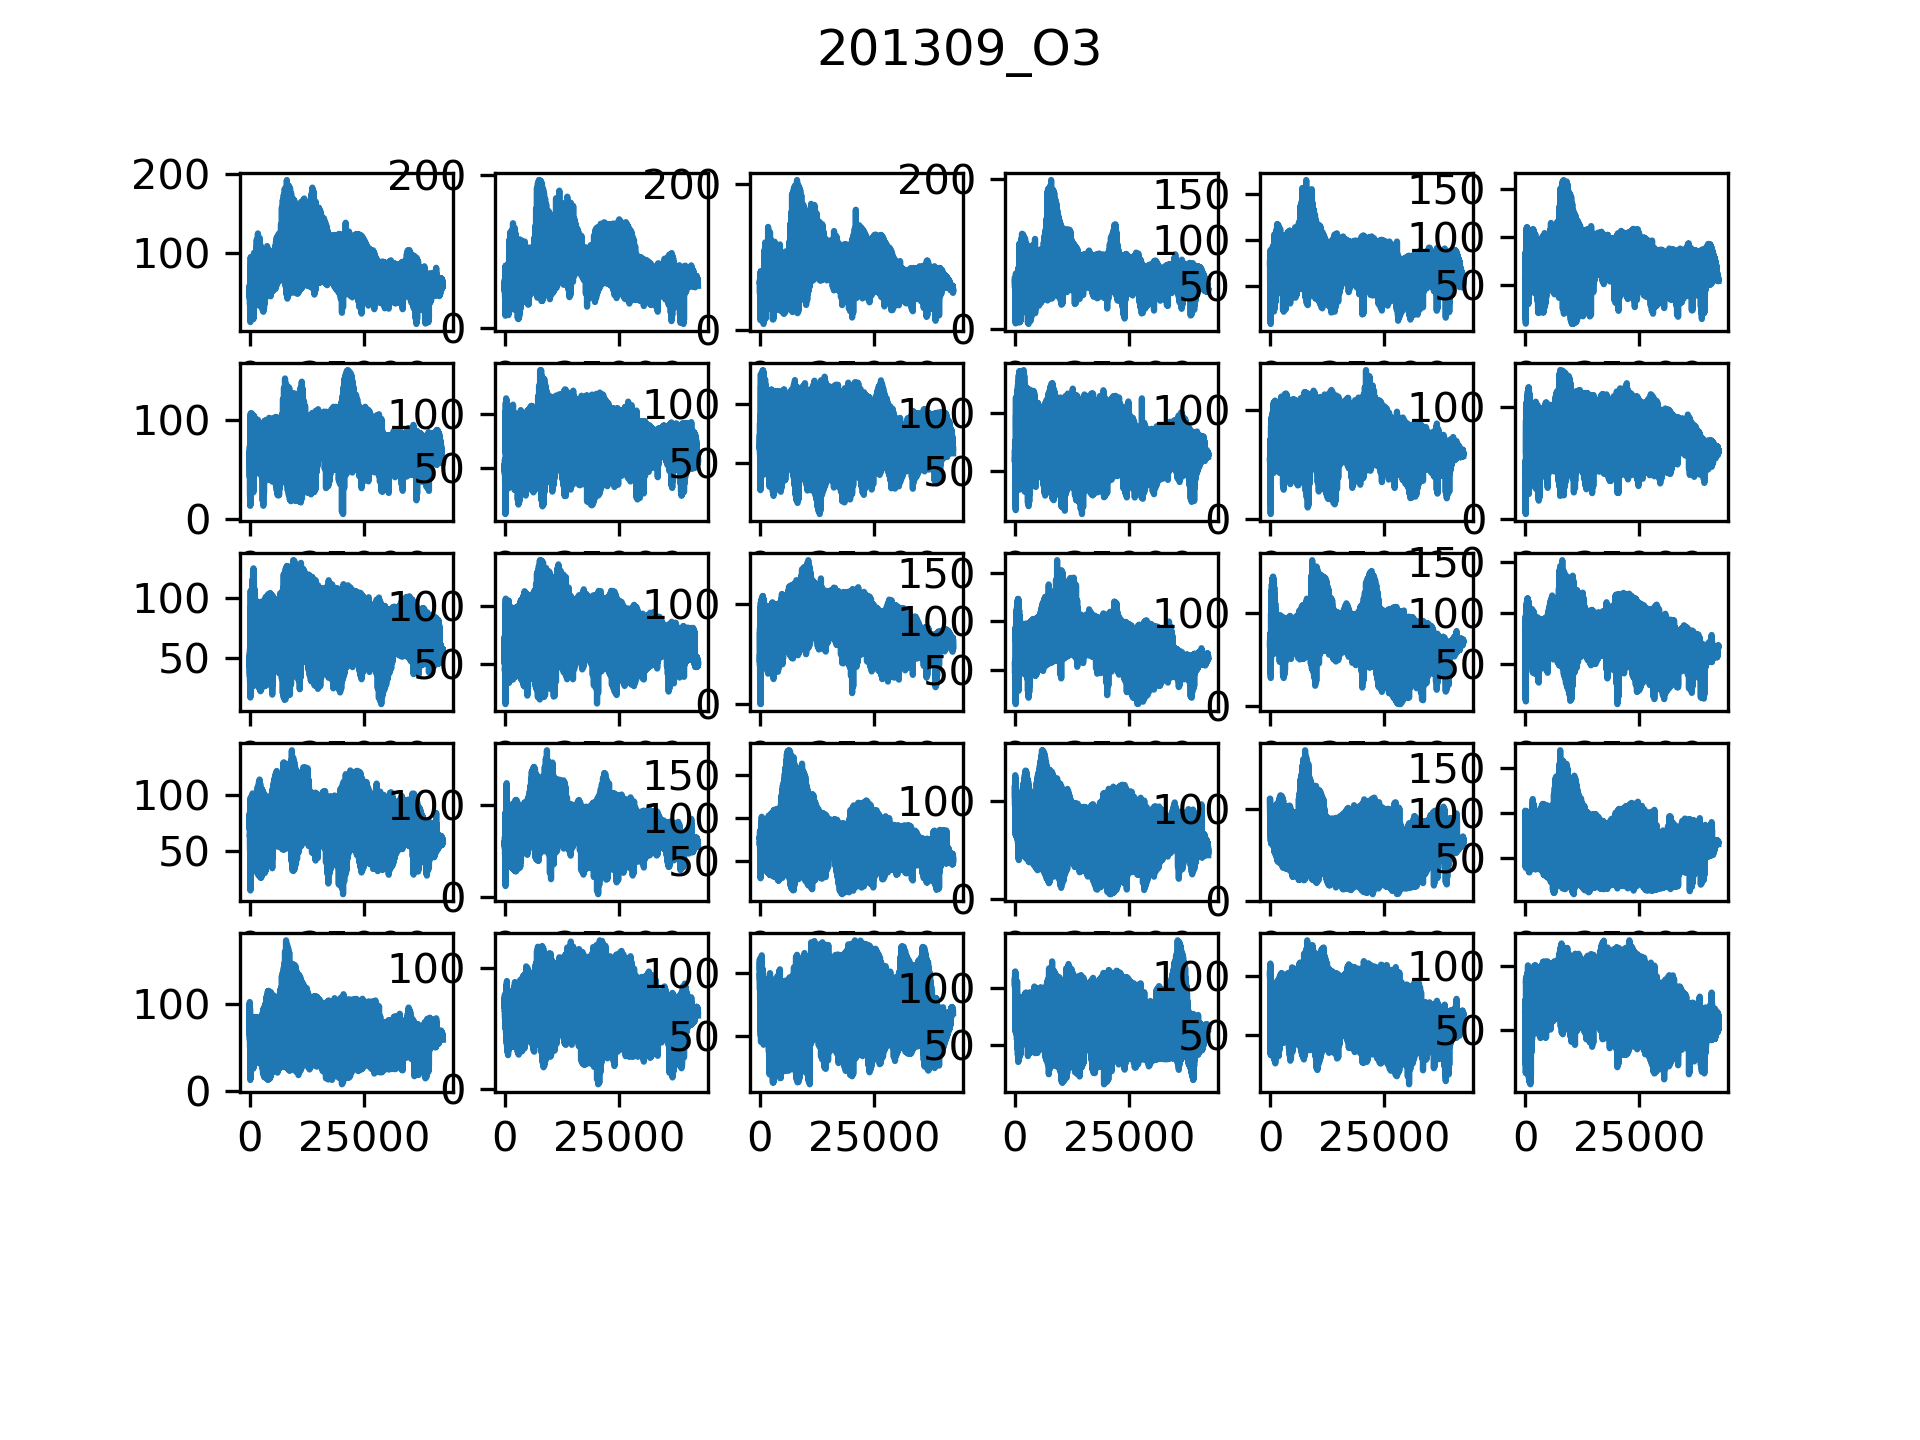 201309_O3
200 200 200 200 150 150
100 100 100
50 50
0 0 0
100 100 100 100 100 100
50 50 50
0 0 0
100 100 100 150 100 150
50 50 100 100
0 50 0 50
100 100 150 100 100 150
50 100 100
0 50 0 0 50
100 100 100 100 100 100
0 0 50 50 50 50
0 25000 0 25000 0 25000 0 25000 0 25000 0 25000